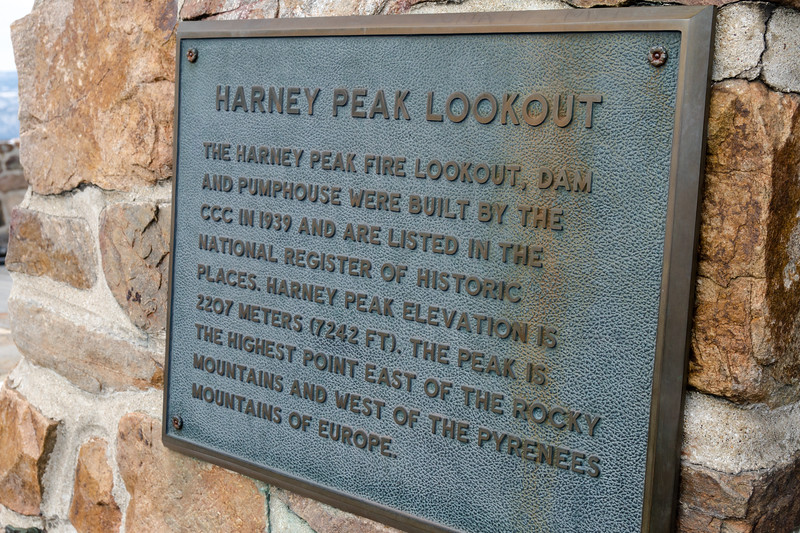 HARNEY PEAK LOOKOUT
THE HARNEY PEAK FIRE LOOKOUT, DAM
AND PUMPHOUSE WERE BUILT BY THE
CCC IN 1939 AND ARE LISTED IN THE
NATIONAL REGISTER OF HISTORIC
PLACES. HARNEY PEAK ELEVATION IS
2207 METERS (7242 FT). THE PEAK IS
THE HIGHEST POINT EAST OF THE ROCKY
MOUNTAINS AND WEST OF THE PYRENEES
MOUNTAINS OF EUROPE.